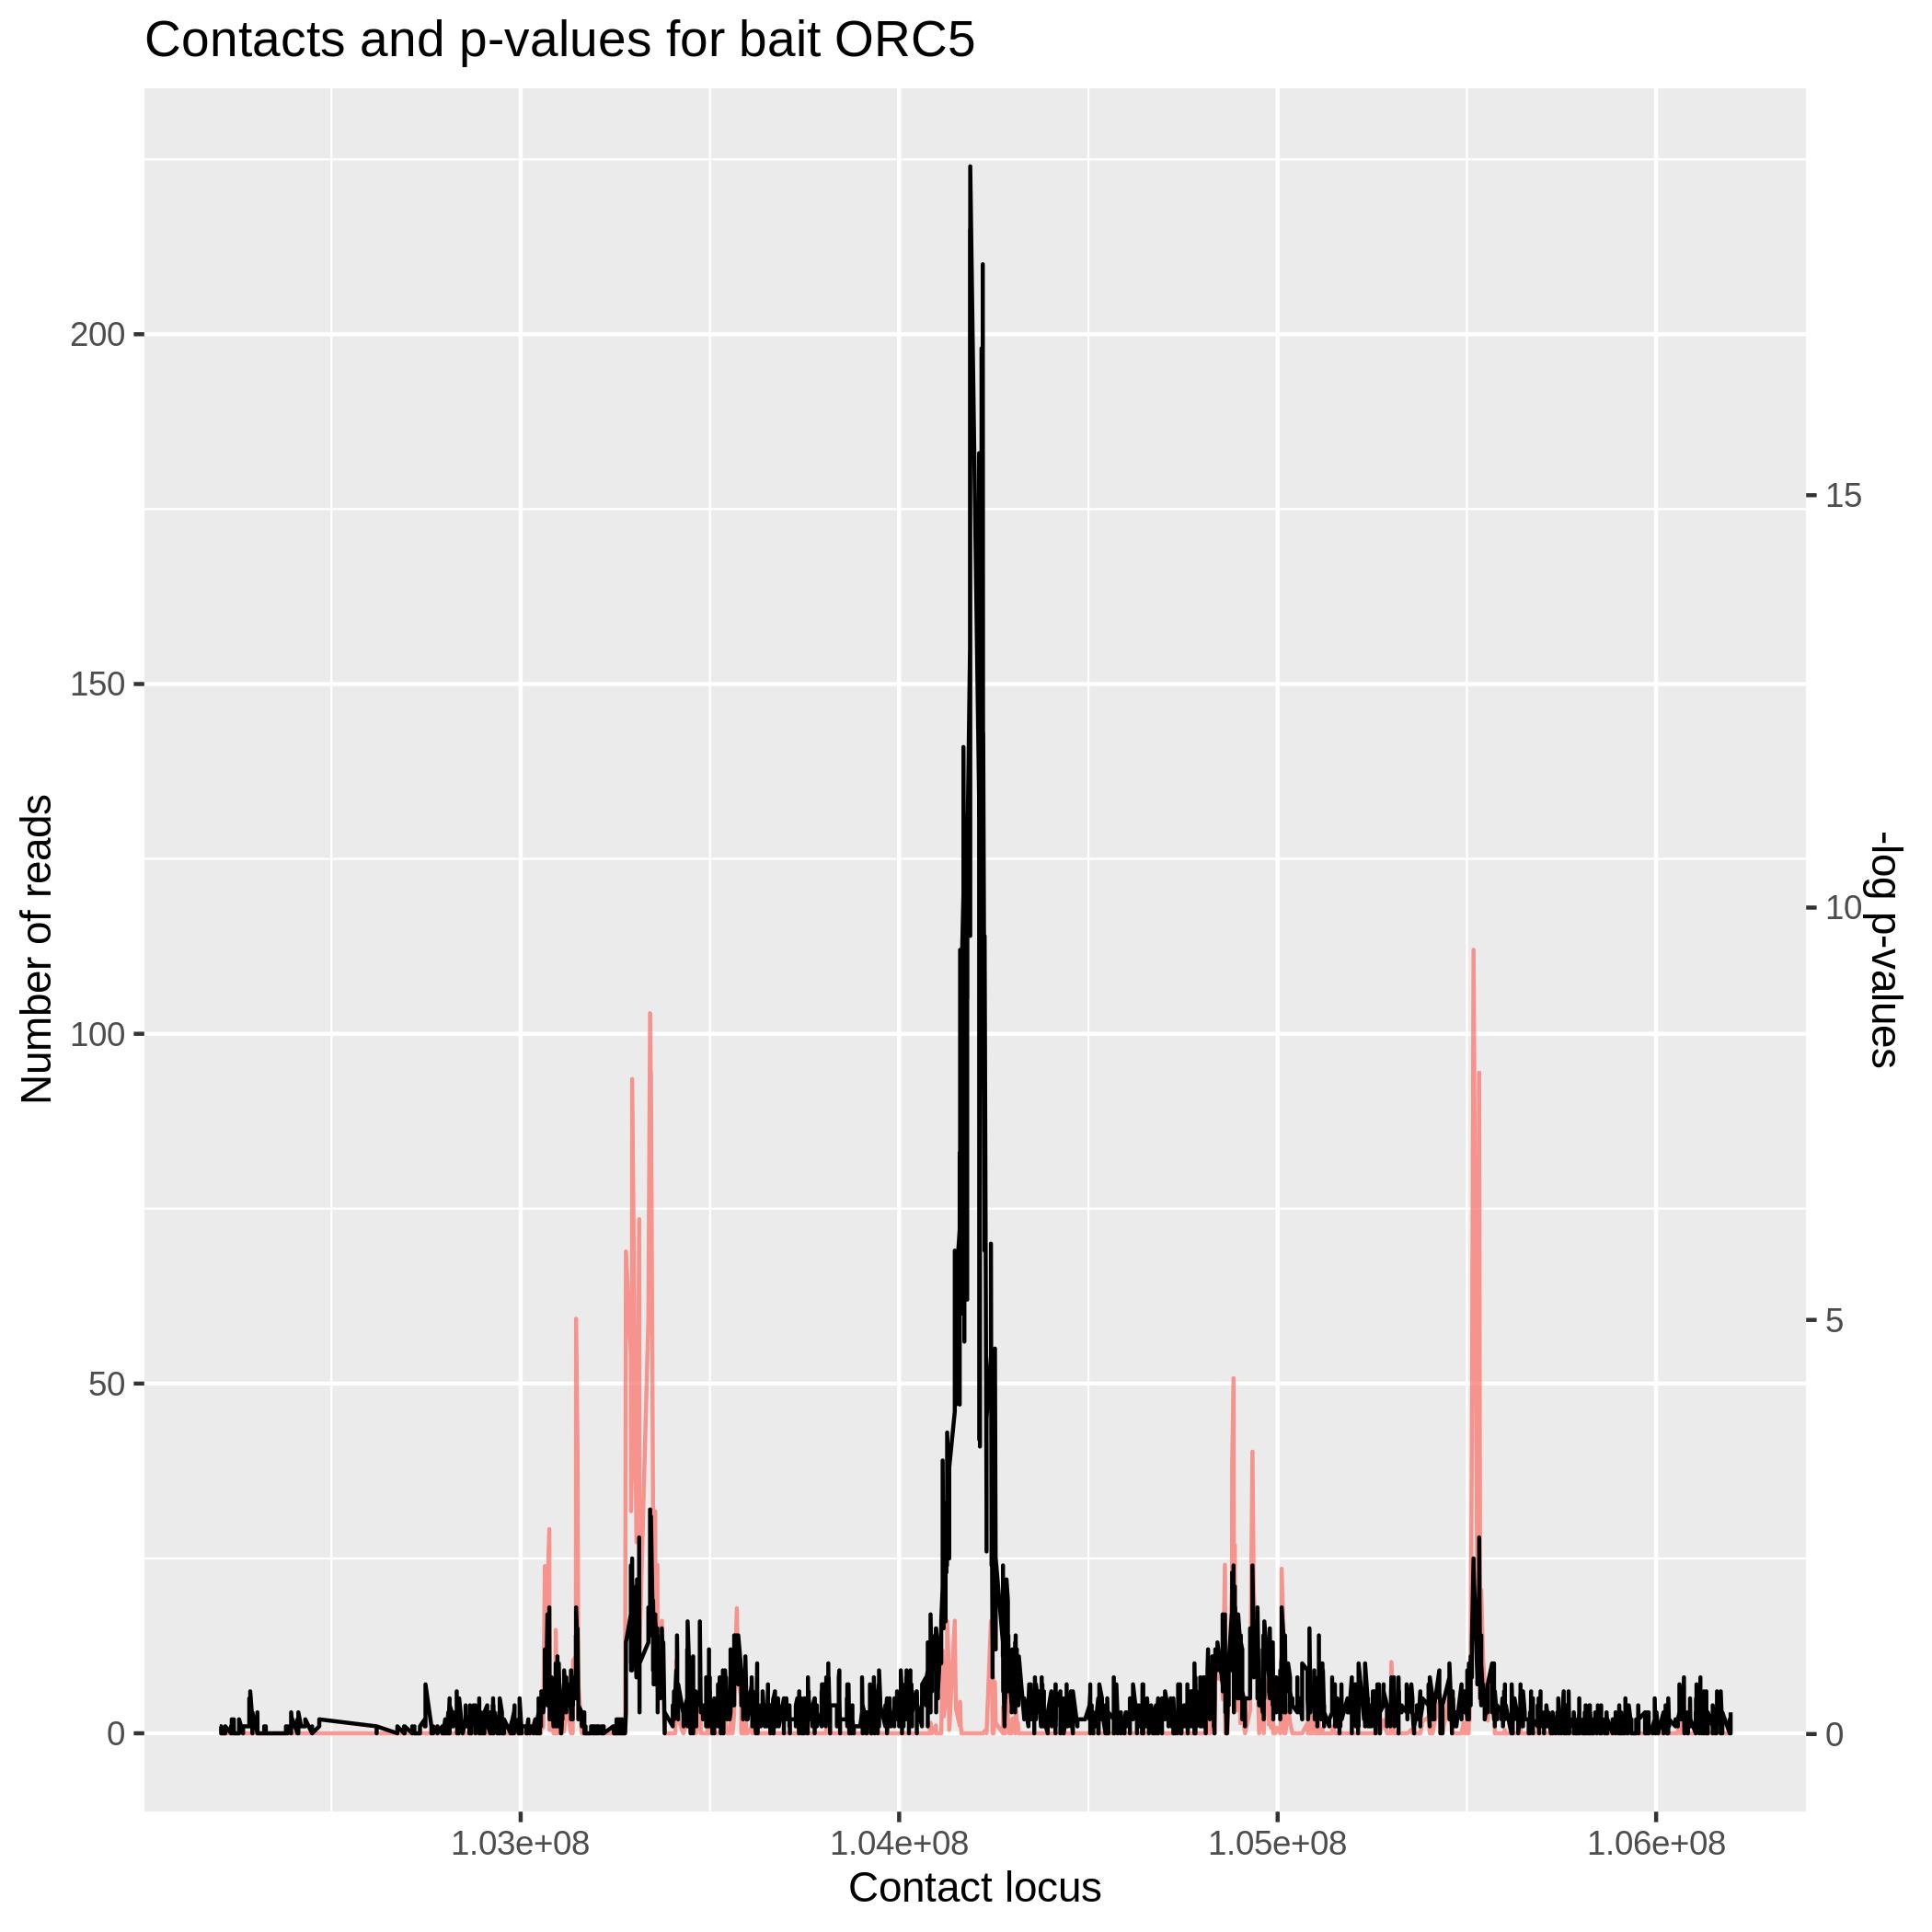 Contacts and p-values for bait ORC5
200
150
100
50
0
Number of reads
15
10
5
0
-log p-values
1.03e+08 1.04e+08 1.05e+08 1.06e+08
Contact locus